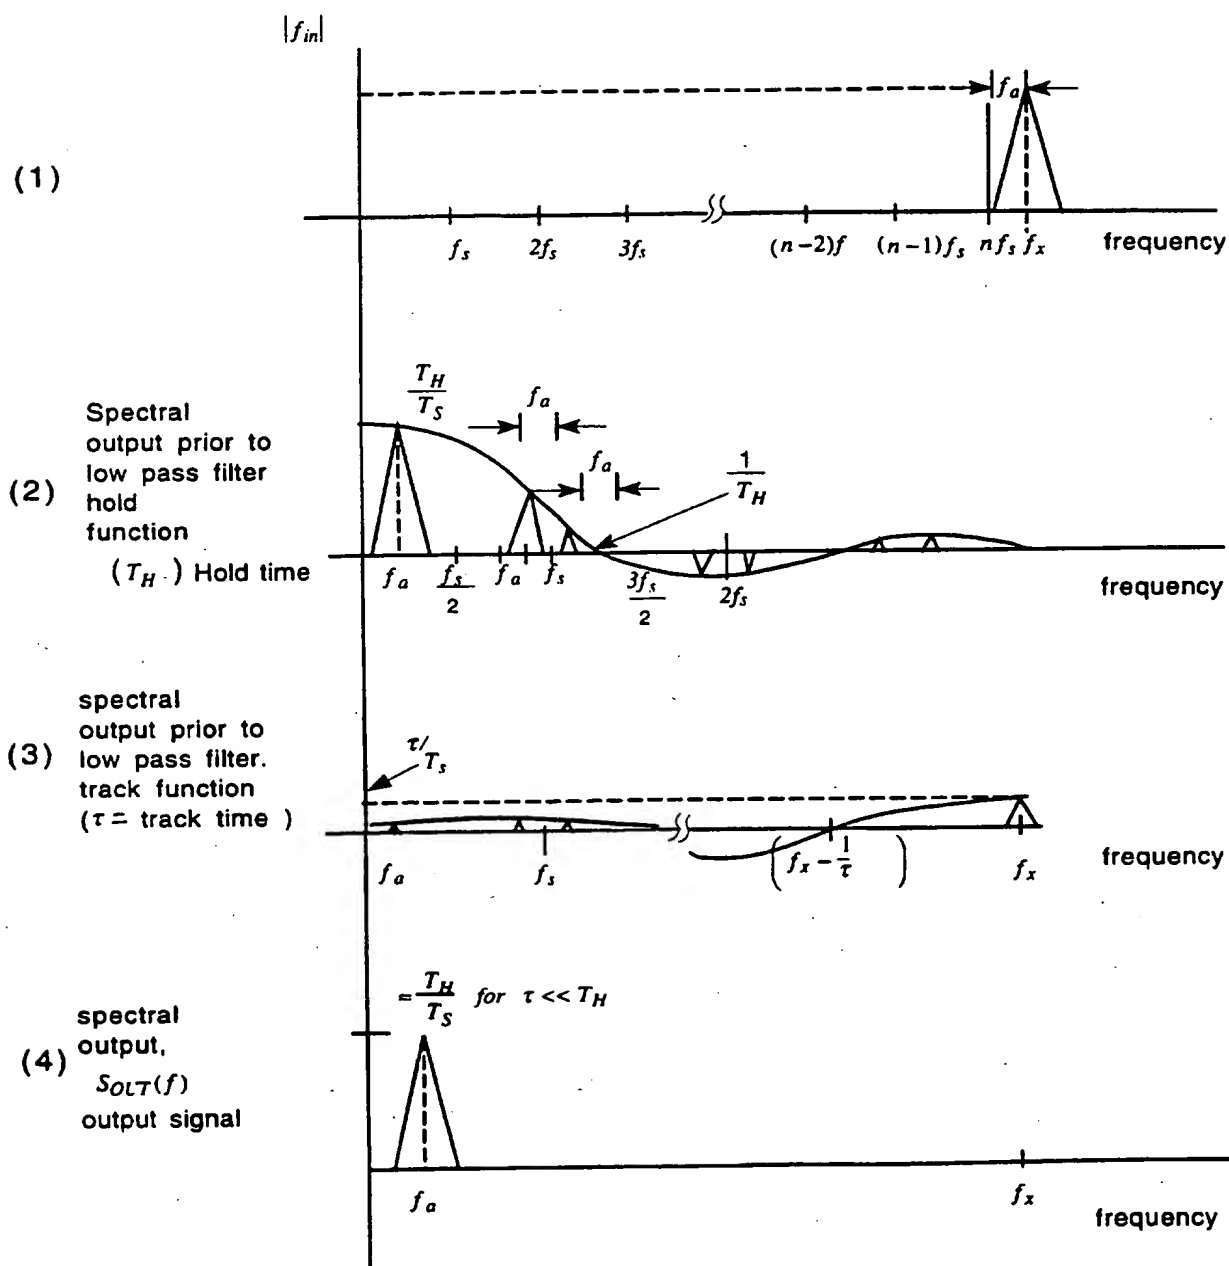 |f_in|
(1)
f_a
f_s 2f_s 3f_s (n-2)f (n-1)f_s nf_s f_x frequency
(2)
Spectral
output prior to
low pass filter
hold
function
(T_H .) Hold time
T_H
T_S
f_a
f_a
1
T_H
f_a f_s/2 f_a f_s 3f_s/2 2f_s
frequency
(3)
spectral
output prior to
low pass filter.
track function
(τ = track time )
τ/T_s
f_a f_s (f_x - 1/τ) f_x frequency
(4)
spectral
output,
S_OLT(f)
output signal
= T_H/T_S for τ << T_H
f_a f_x
frequency